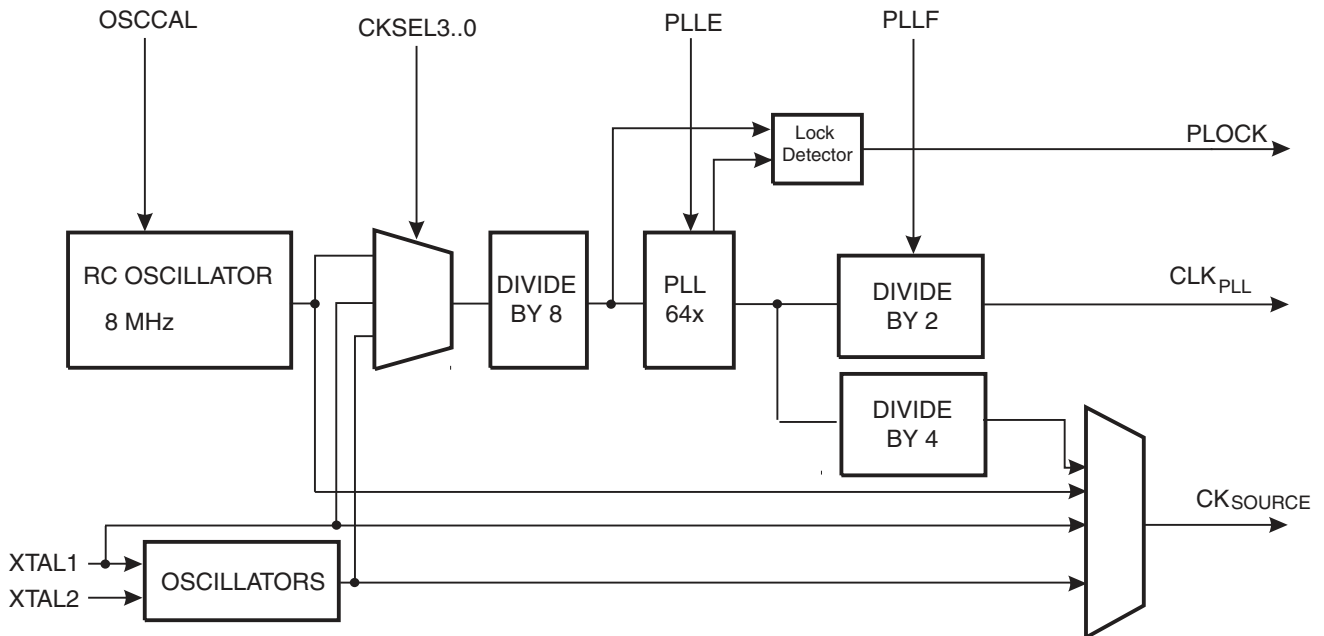 OSCCAL
CKSEL3..0
PLLE
PLLF
Lock
Detector
PLOCK
RC OSCILLATOR
8 MHz
DIVIDE
BY 8
PLL
64x
DIVIDE
BY 2
CLKPLL
DIVIDE
BY 4
CKSOURCE
XTAL1
XTAL2
OSCILLATORS